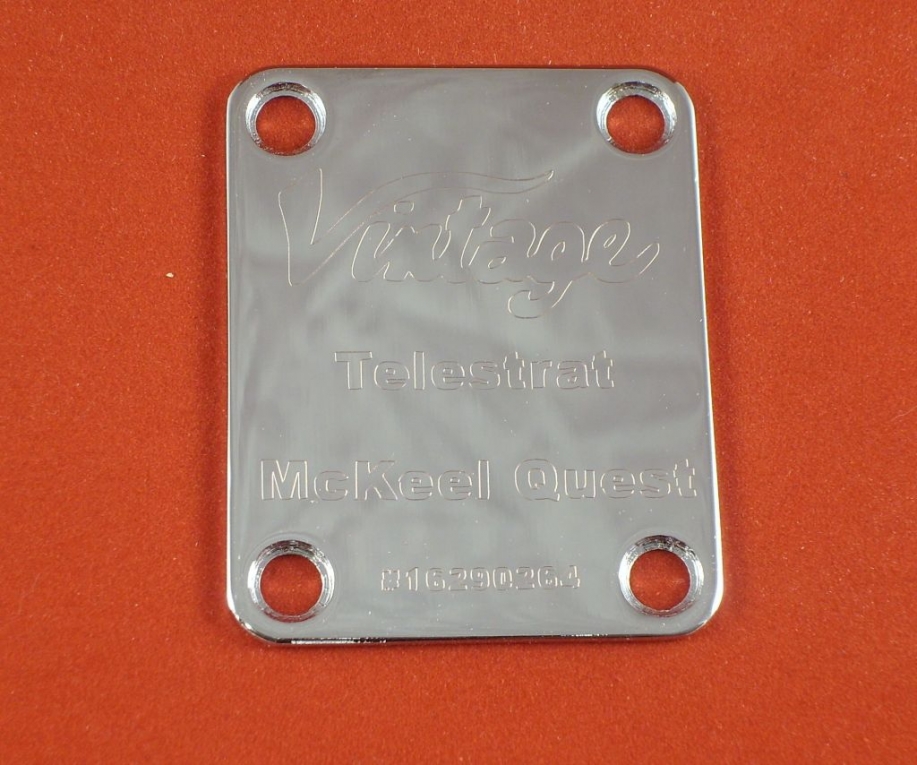 Vintage
Telestrat
McKeel Quest
#16290264